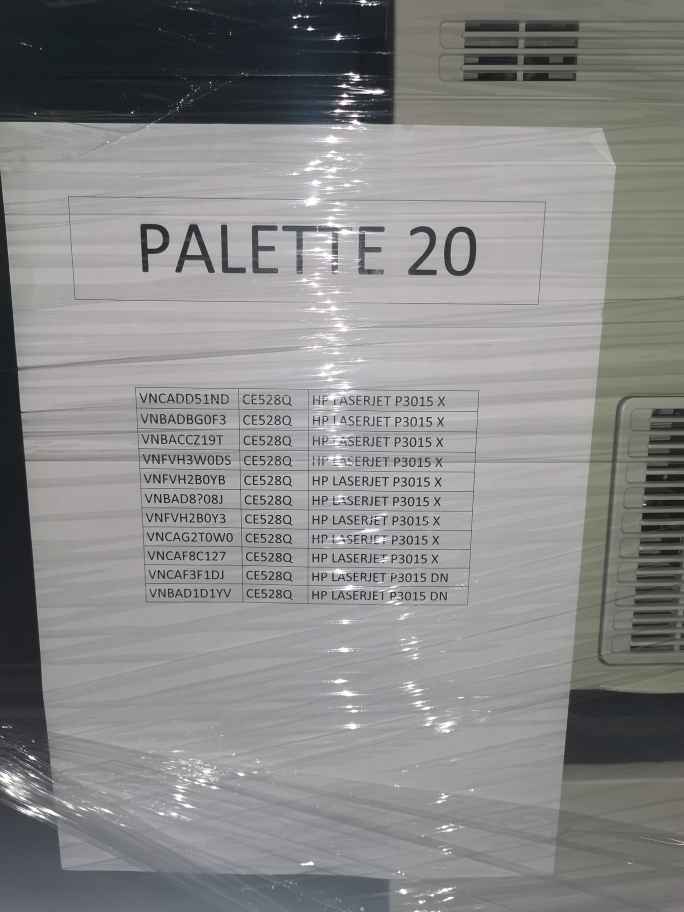 PALETTE 20
VNCADD51ND CE528Q HP LASERJET P3015 X
VNBADBG0F3 CE528Q HP LASERJET P3015 X
VNBACCZ19T CE528Q HP LASERJET P3015 X
VNFVH3W0DS CE528Q HP LASERJET P3015 X
VNFVH2B0YB CE528Q HP LASERJET P3015 X
VNBAD8?08J CE528Q HP LASERJET P3015 X
VNFVH2B0Y3 CE528Q HP LASERJET P3015 X
VNCAG2T0W0 CE528Q HP LASERJET P3015 X
VNCAF8C127 CE528Q HP LASERJET P3015 X
VNCAF3F1DJ CE528Q HP LASERJET P3015 DN
VNBAD1D1YV CE528Q HP LASERJET P3015 DN